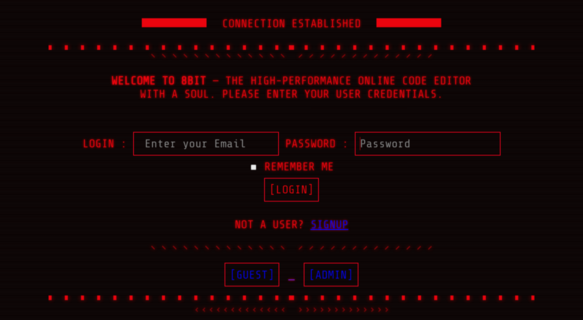 CONNECTION ESTABLISHED
WELCOME TO 8BIT – THE HIGH-PERFORMANCE ONLINE CODE EDITOR
WITH A SOUL. PLEASE ENTER YOUR USER CREDENTIALS.
LOGIN : Enter your Email PASSWORD : Password
REMEMBER ME
[LOGIN]
NOT A USER? SIGNUP
[GUEST] _ [ADMIN]